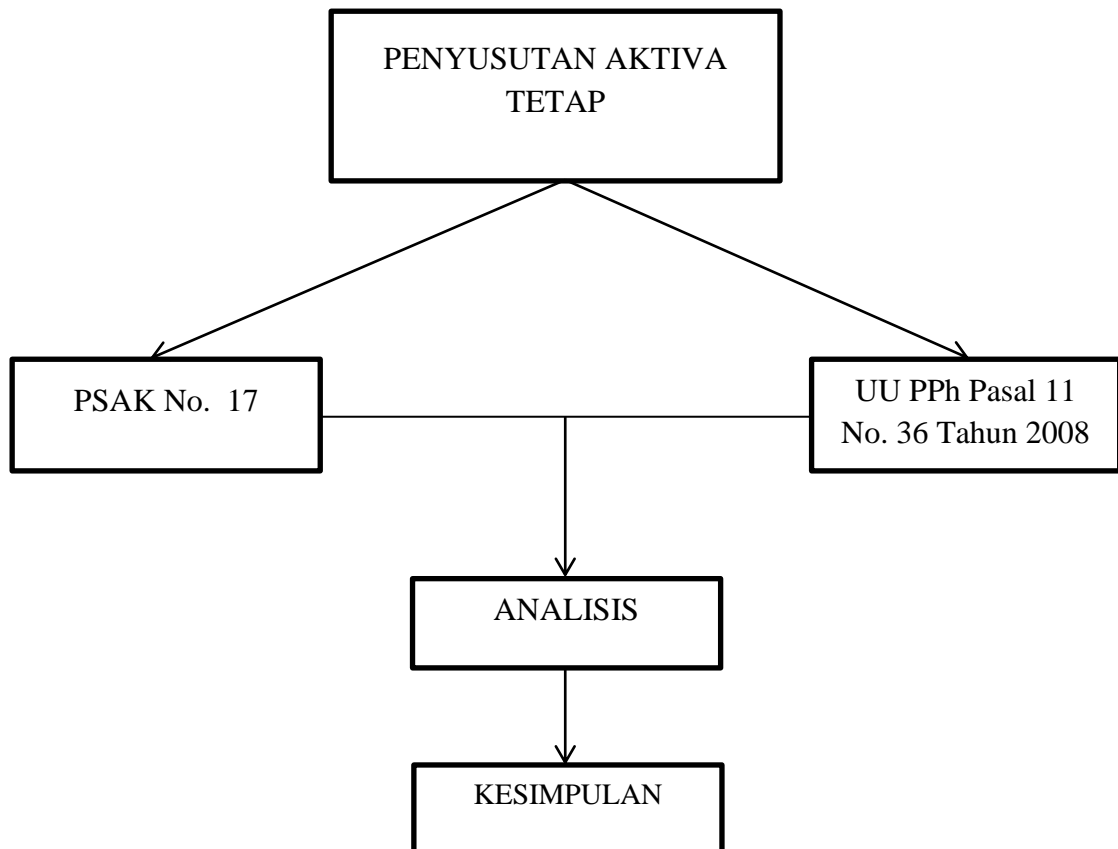 PENYUSUTAN AKTIVA
TETAP
PSAK No. 17
UU PPh Pasal 11
No. 36 Tahun 2008
ANALISIS
KESIMPULAN